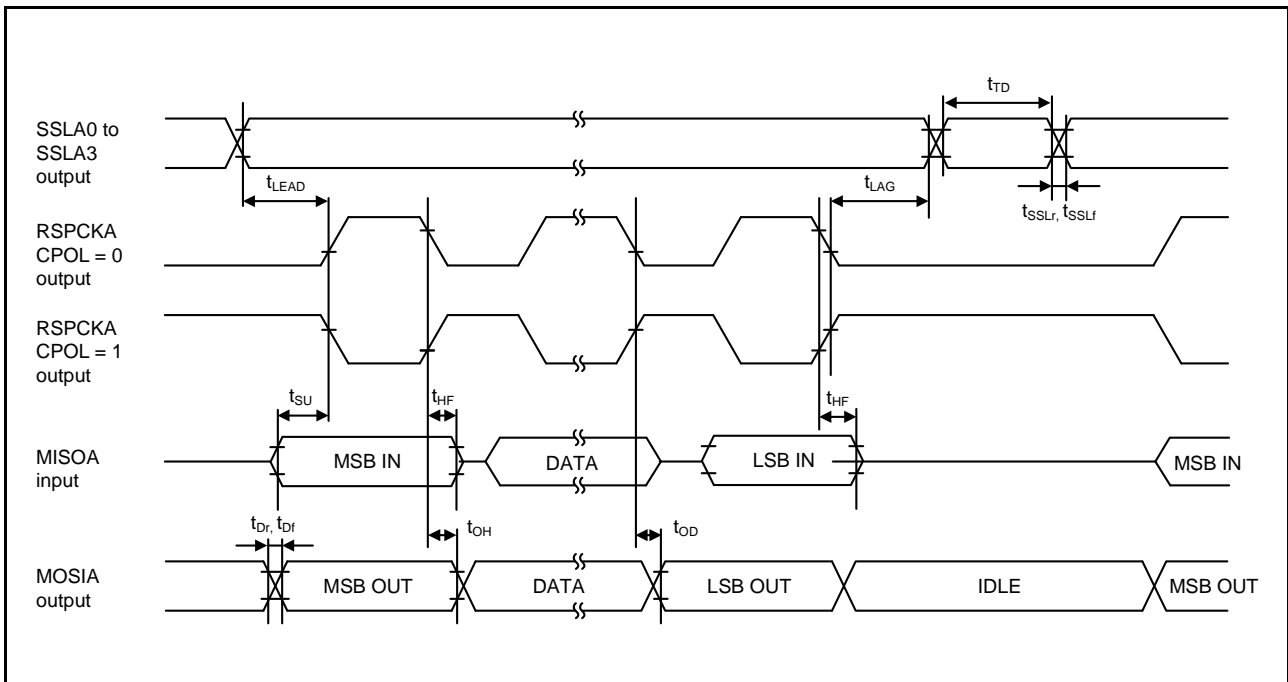 SSLA0 to
SSLA3
output
tTD
tLEAD
tLAG
tSSLr, tSSLf
RSPCKA
CPOL = 0
output
RSPCKA
CPOL = 1
output
tSU
tHF
tHF
MISOA
input
MSB IN
DATA
LSB IN
MSB IN
tDr, tDf
tOH
tOD
MOSIA
output
MSB OUT
DATA
LSB OUT
IDLE
MSB OUT